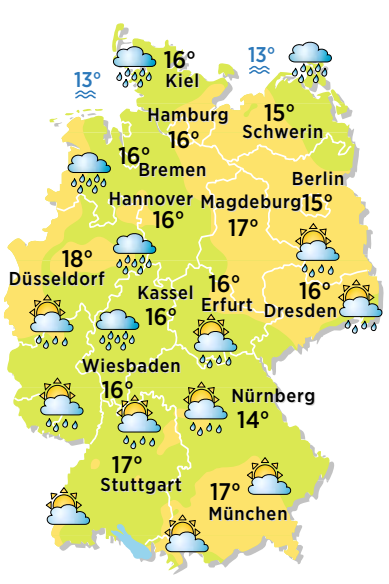 16°
Kiel
13°
13°
Hamburg
16°
15°
Schwerin
16°
Bremen
Berlin
15°
Hannover
16°
Magdeburg
17°
18°
Düsseldorf
Kassel
16°
16°
Erfurt
16°
Dresden
Wiesbaden
16°
Nürnberg
14°
17°
Stuttgart
17°
München